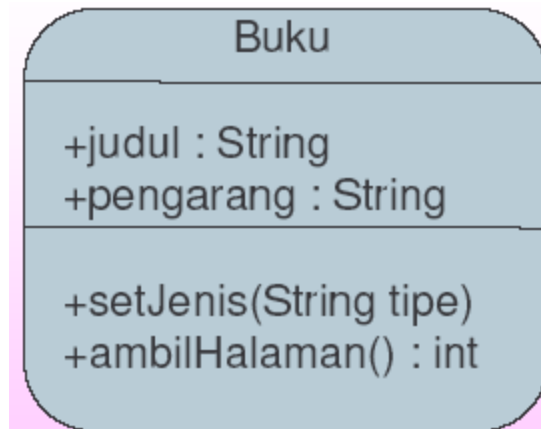 Buku
+judul : String
+pengarang : String
+setJenis(String tipe)
+ambilHalaman() : int